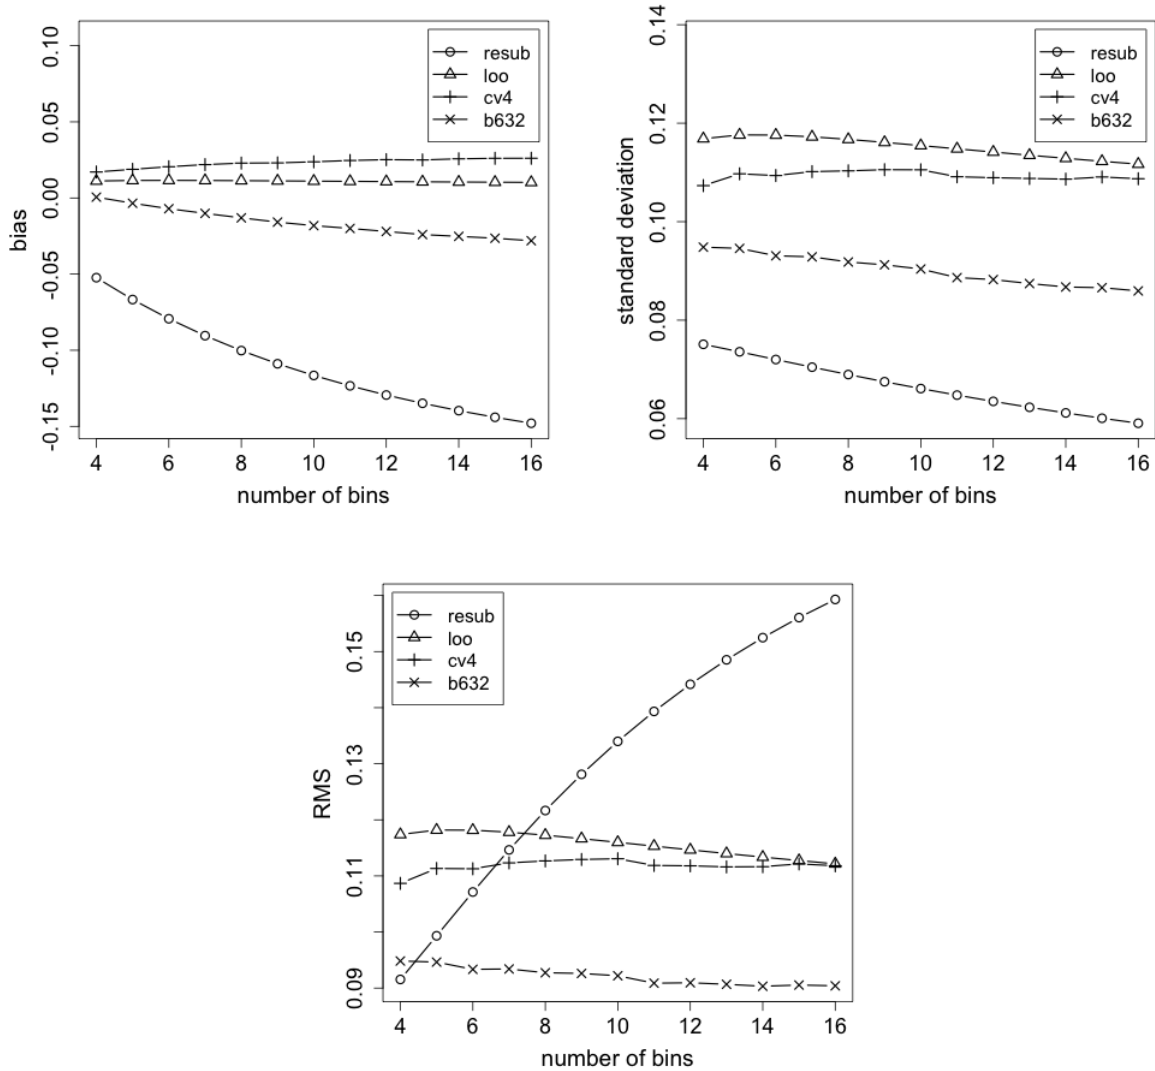 bias
0.10
0.05
0.00
-0.05
-0.10
-0.15
resub
loo
cv4
b632
4 6 8 10 12 14 16
number of bins
standard deviation
0.14
0.12
0.10
0.08
0.06
resub
loo
cv4
b632
4 6 8 10 12 14 16
number of bins
RMS
0.15
0.13
0.11
0.09
resub
loo
cv4
b632
4 6 8 10 12 14 16
number of bins